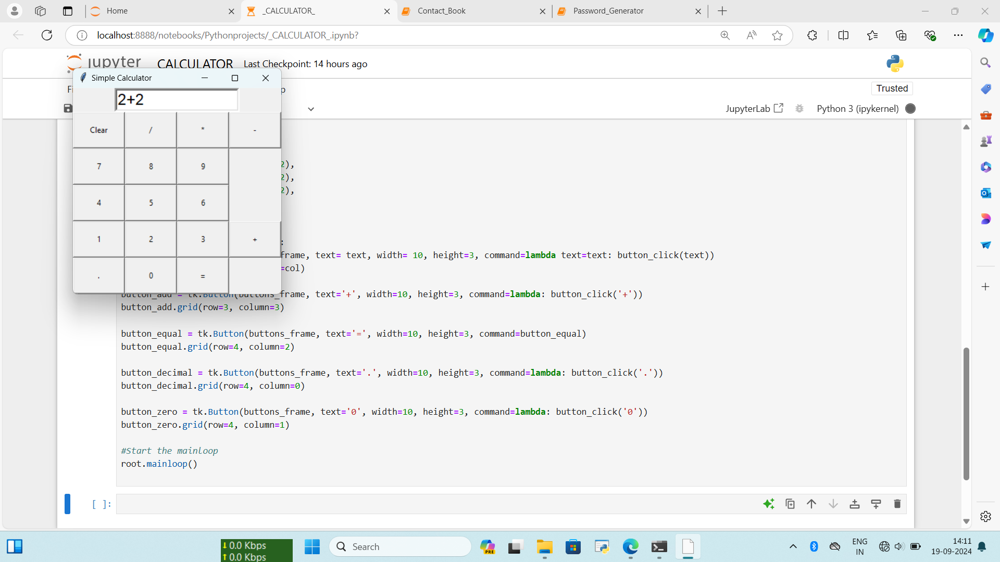 Home
_CALCULATOR_
Contact_Book
Password_Generator
localhost:8888/notebooks/Pythonprojects/_CALCULATOR_.ipynb?
jupyter CALCULATOR Last Checkpoint: 14 hours ago
Simple Calculator
Trusted
2+2
JupyterLab
Python 3 (ipykernel)
Clear / * -
7 8 9
4 5 6
1 2 3 +
. 0 =
2),
2),
2),
:
frame, text= text, width= 10, height=3, command=lambda text=text: button_click(text))
=col)
button_add = tk.Button(buttons_frame, text='+', width=10, height=3, command=lambda: button_click('+'))
button_add.grid(row=3, column=3)
button_equal = tk.Button(buttons_frame, text='=', width=10, height=3, command=button_equal)
button_equal.grid(row=4, column=2)
button_decimal = tk.Button(buttons_frame, text='.', width=10, height=3, command=lambda: button_click('.'))
button_decimal.grid(row=4, column=0)
button_zero = tk.Button(buttons_frame, text='0', width=10, height=3, command=lambda: button_click('0'))
button_zero.grid(row=4, column=1)
#Start the mainloop
root.mainloop()
[ ]:
↓ 0.0 Kbps
↑ 0.0 Kbps
Search
PRE
ENG
IN
14:11
19-09-2024